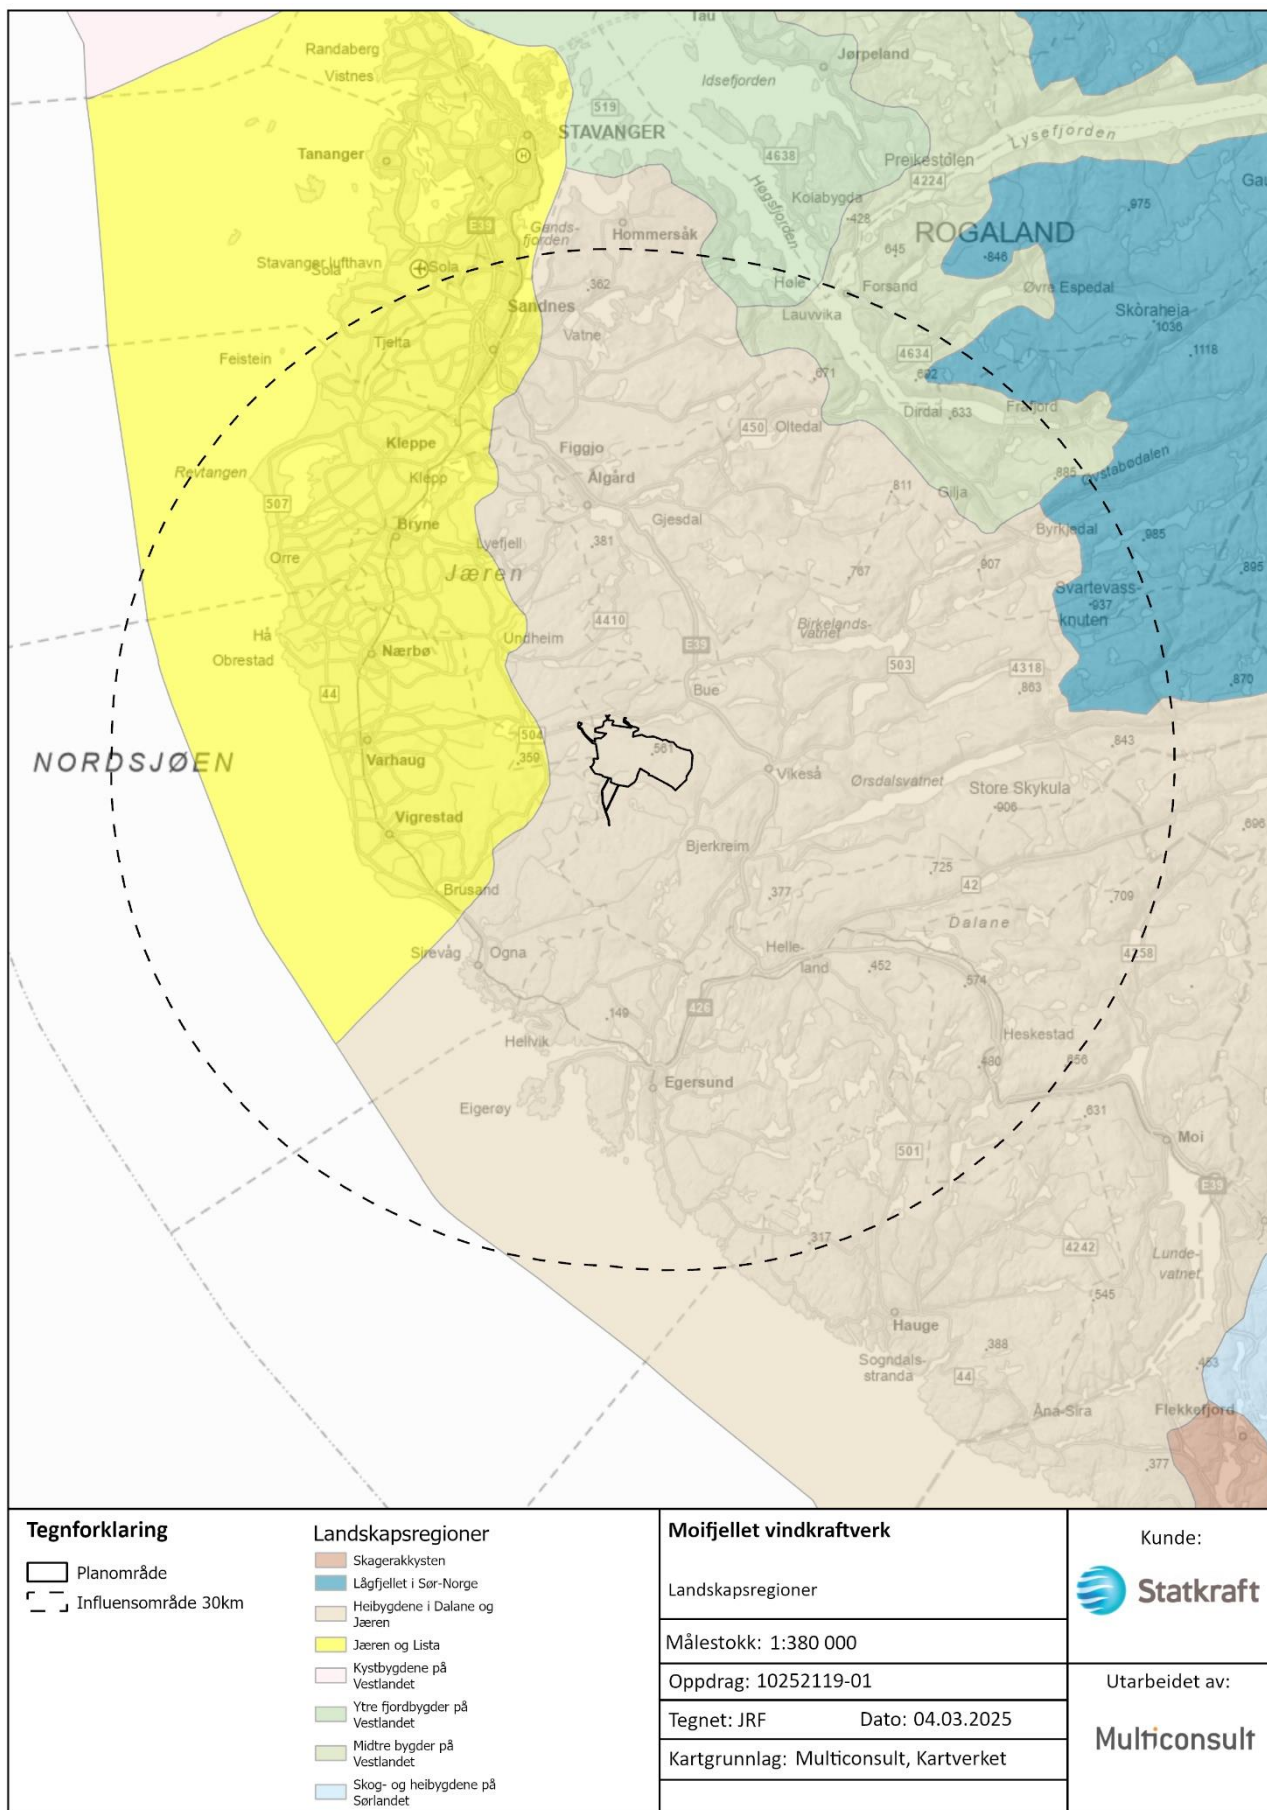 Tau
Randaberg
Vistnes
Jørpeland
Idsefjorden
519
STAVANGER
Lysefjorden
Tananger
4638
Preikestolen
4224
Høgsfjorden
Kolabygda
Gau
975
428
Gands-
fjorden
E39
Hommersåk
ROGALAND
645
846
Stavanger lufthavn
Sola
Sola
362
Høle
Forsand
Øvre Espedal
Sandnes
Lauvvika
Skòraheia
1036
Vatne
Tjelta
Feistein
4634
1118
671
692
Dirdal
633
Frafjord
450
Oltedal
Kleppe
Figgjo
Revtangen
Klepp
Ålgård
885
Øvstabødalen
811
Gilja
507
Bryne
Gjesdal
Byrkjedal
Lyefjell
381
985
Orre
Jæren
767
907
895
Svartevass-
937
knuten
4410
Birkelands-
vatnet
Hå
Undheim
E39
Obrestad
Nærbø
503
4318
863
870
44
Bue
504
359
561
843
NORDSJØEN
Varhaug
Vikeså
Ørsdalsvatnet
Store Skykula
906
Vigrestad
696
Bjerkreim
725
42
Brusand
377
709
Dalane
Sirevåg
Ogna
Helle-
land
452
4258
574
149
426
Hellvik
Heskestad
480
656
Egersund
Eigerøy
631
501
Moi
E39
317
4242
Lunde-
vatnet
545
Hauge
388
Sogndals-
stranda
453
44
Åna-Sira
Flekkefjord
377
Tegnforklaring
Planområde
Influensområde 30km
Landskapsregioner
Skagerakkysten
Lågfjellet i Sør-Norge
Heibygdene i Dalane og
Jæren
Jæren og Lista
Kystbygdene på
Vestlandet
Ytre fjordbygder på
Vestlandet
Midtre bygder på
Vestlandet
Skog- og heibygdene på
Sørlandet
Moifjellet vindkraftverk
Landskapsregioner
Målestokk: 1:380 000
Oppdrag: 10252119-01
Tegnet: JRF Dato: 04.03.2025
Kartgrunnlag: Multiconsult, Kartverket
Kunde:
Statkraft
Utarbeidet av:
Multiconsult